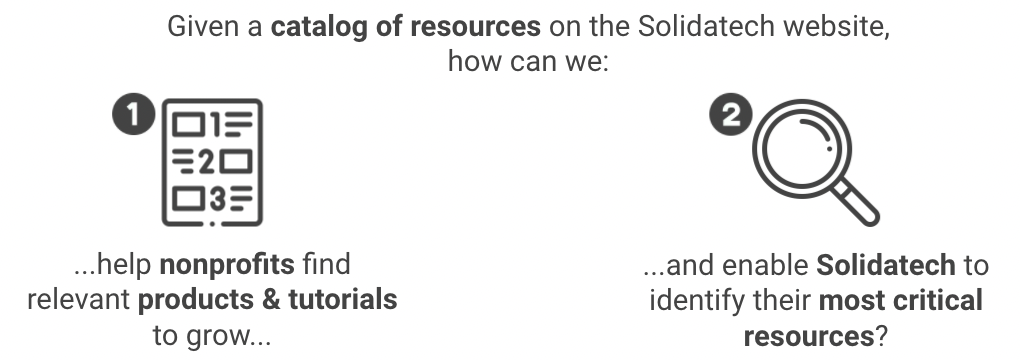 Given a catalog of resources on the Solidatech website,
how can we:
1
1
2
3
...help nonprofits find
relevant products & tutorials
to grow...
2
...and enable Solidatech to
identify their most critical
resources?